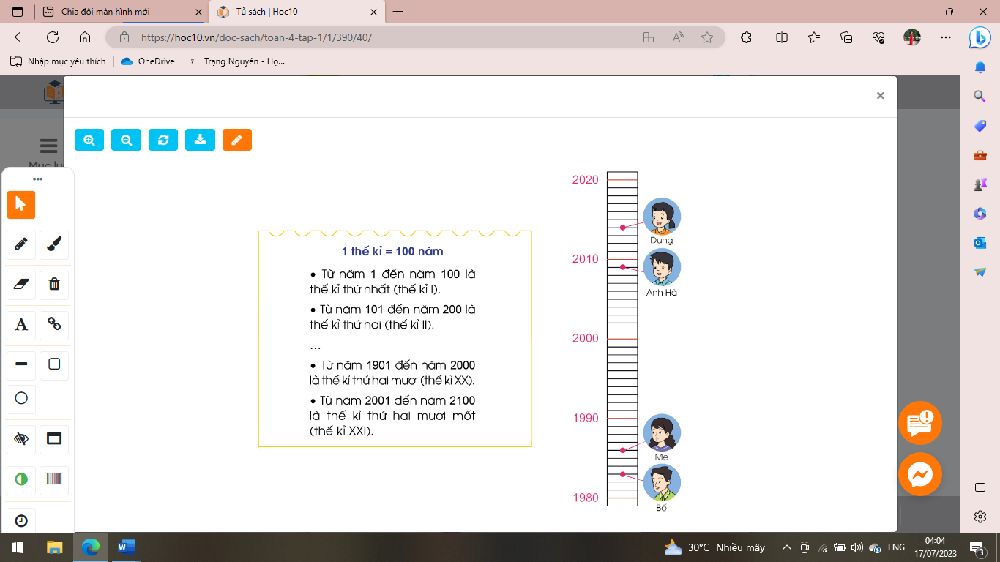 Chia đôi màn hình mới
Tủ sách | Hoc10
https://hoc10.vn/doc-sach/toan-4-tap-1/1/390/40/
Nhập mục yêu thích
OneDrive
Trạng Nguyên - Họ...
1 thế kỉ = 100 năm
• Từ năm 1 đến năm 100 là
thế kỉ thứ nhất (thế kỉ I).
• Từ năm 101 đến năm 200 là
thế kỉ thứ hai (thế kỉ II).
...
• Từ năm 1901 đến năm 2000
là thế kỉ thứ hai mươi (thế kỉ XX).
• Từ năm 2001 đến năm 2100
là thế kỉ thứ hai mươi mốt
(thế kỉ XXI).
2020
Dung
2010
Anh Hà
2000
1990
Mẹ
Bố
1980
30°C Nhiều mây
ENG
04:04
17/07/2023
3